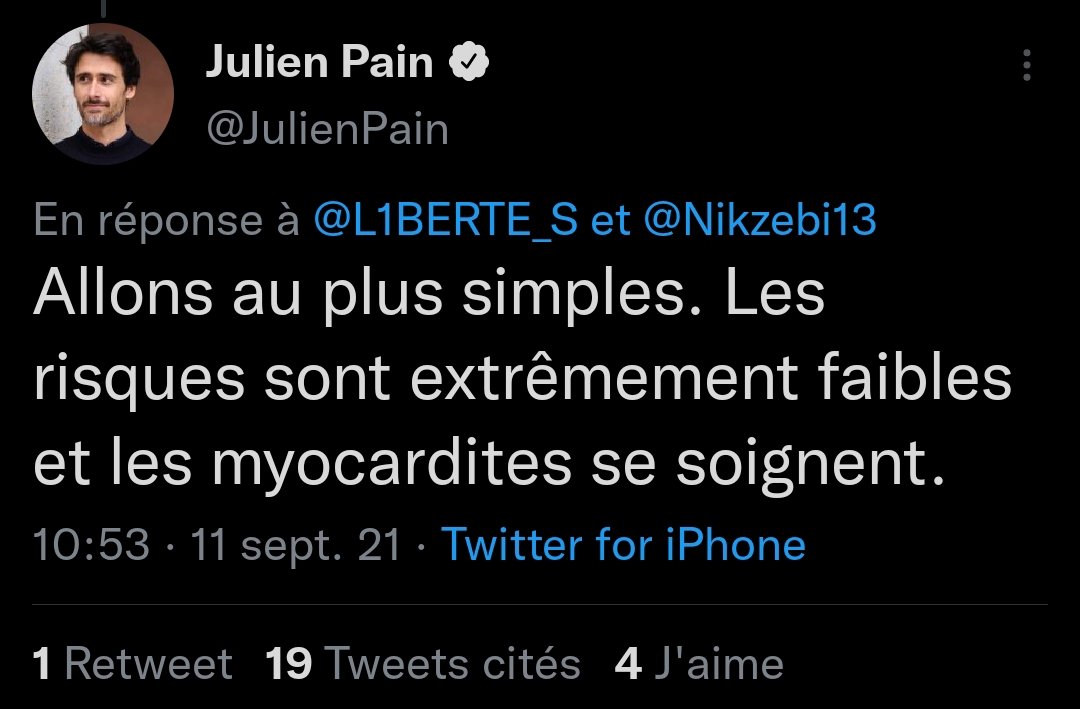 Julien Pain
@JulienPain
En réponse à @L1BERTE_S et @Nikzebi13
Allons au plus simples. Les
risques sont extrêmement faibles
et les myocardites se soignent.
10:53 · 11 sept. 21 · Twitter for iPhone
1 Retweet 19 Tweets cités 4 J'aime